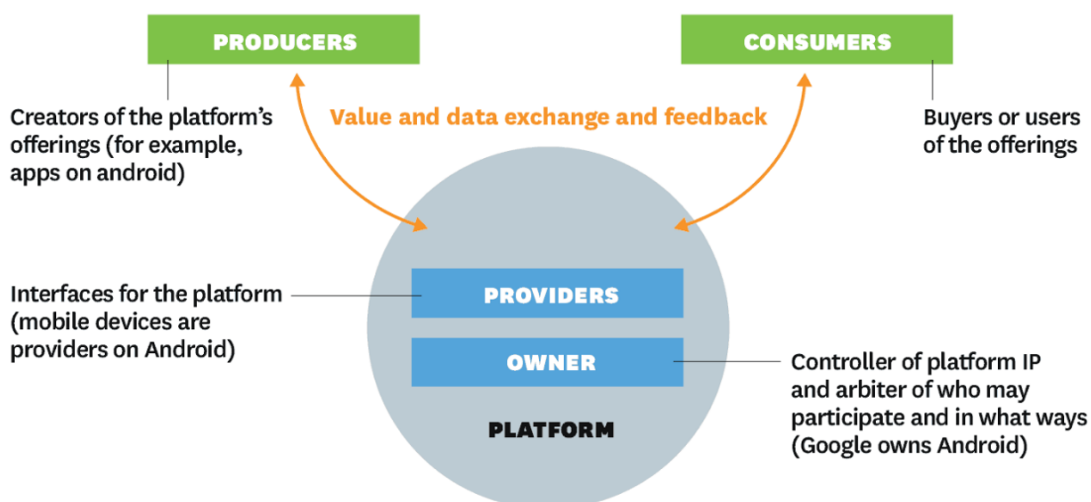 PRODUCERS
CONSUMERS
Creators of the platform’s
offerings (for example,
apps on android)
Value and data exchange and feedback
Buyers or users
of the offerings
Interfaces for the platform
(mobile devices are
providers on Android)
PROVIDERS
OWNER
Controller of platform IP
and arbiter of who may
participate and in what ways
(Google owns Android)
PLATFORM